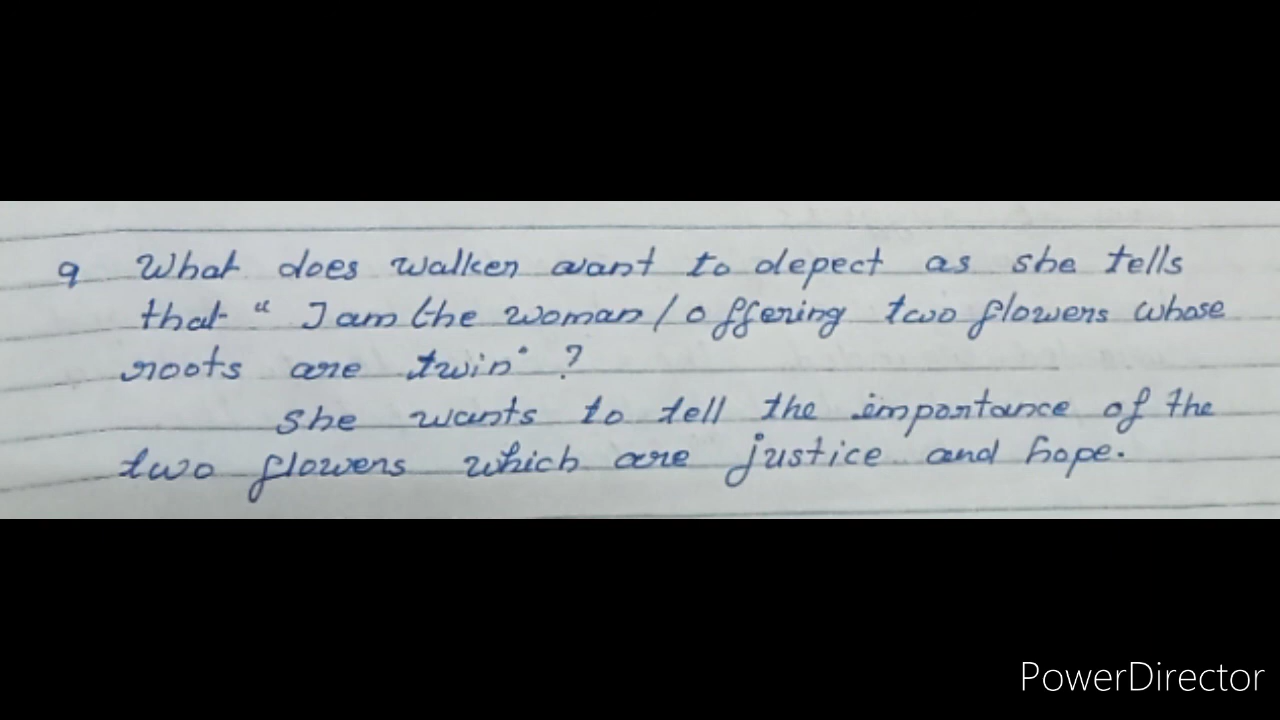 9 What does walker want to depect as she tells
that " I am the woman / offering two flowers whose
roots are twin" ?
She wants to tell the importance of the
two flowers which are justice and hope.
PowerDirector